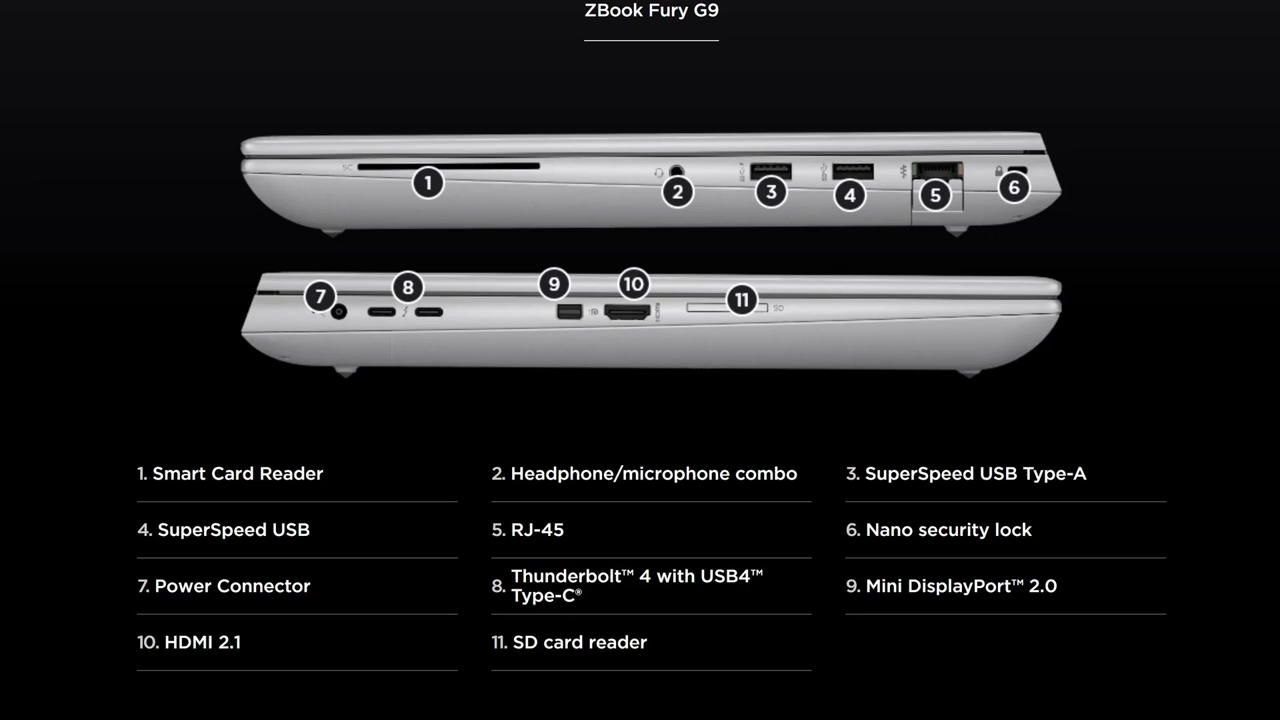 ZBook Fury G9
1
2
3
4
5
6
7
8
9
10
11
SD
1. Smart Card Reader
2. Headphone/microphone combo
3. SuperSpeed USB Type-A
4. SuperSpeed USB
5. RJ-45
6. Nano security lock
7. Power Connector
8. Thunderbolt™ 4 with USB4™
Type-C®
9. Mini DisplayPort™ 2.0
10. HDMI 2.1
11. SD card reader